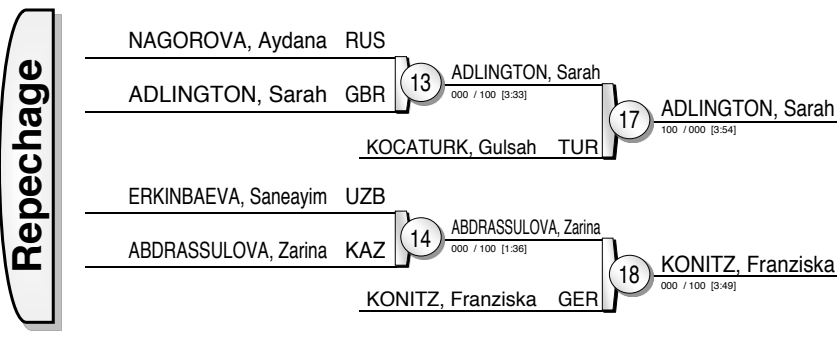 Repechage
NAGOROVA, Aydana RUS
ADLINGTON, Sarah GBR
13
ADLINGTON, Sarah
000 / 100 [3:33]
KOCATURK, Gulsah TUR
17
ADLINGTON, Sarah
100 / 000 [3:54]
ERKINBAEVA, Saneayim UZB
ABDRASSULOVA, Zarina KAZ
14
ABDRASSULOVA, Zarina
000 / 100 [1:36]
KONITZ, Franziska GER
18
KONITZ, Franziska
000 / 100 [3:49]